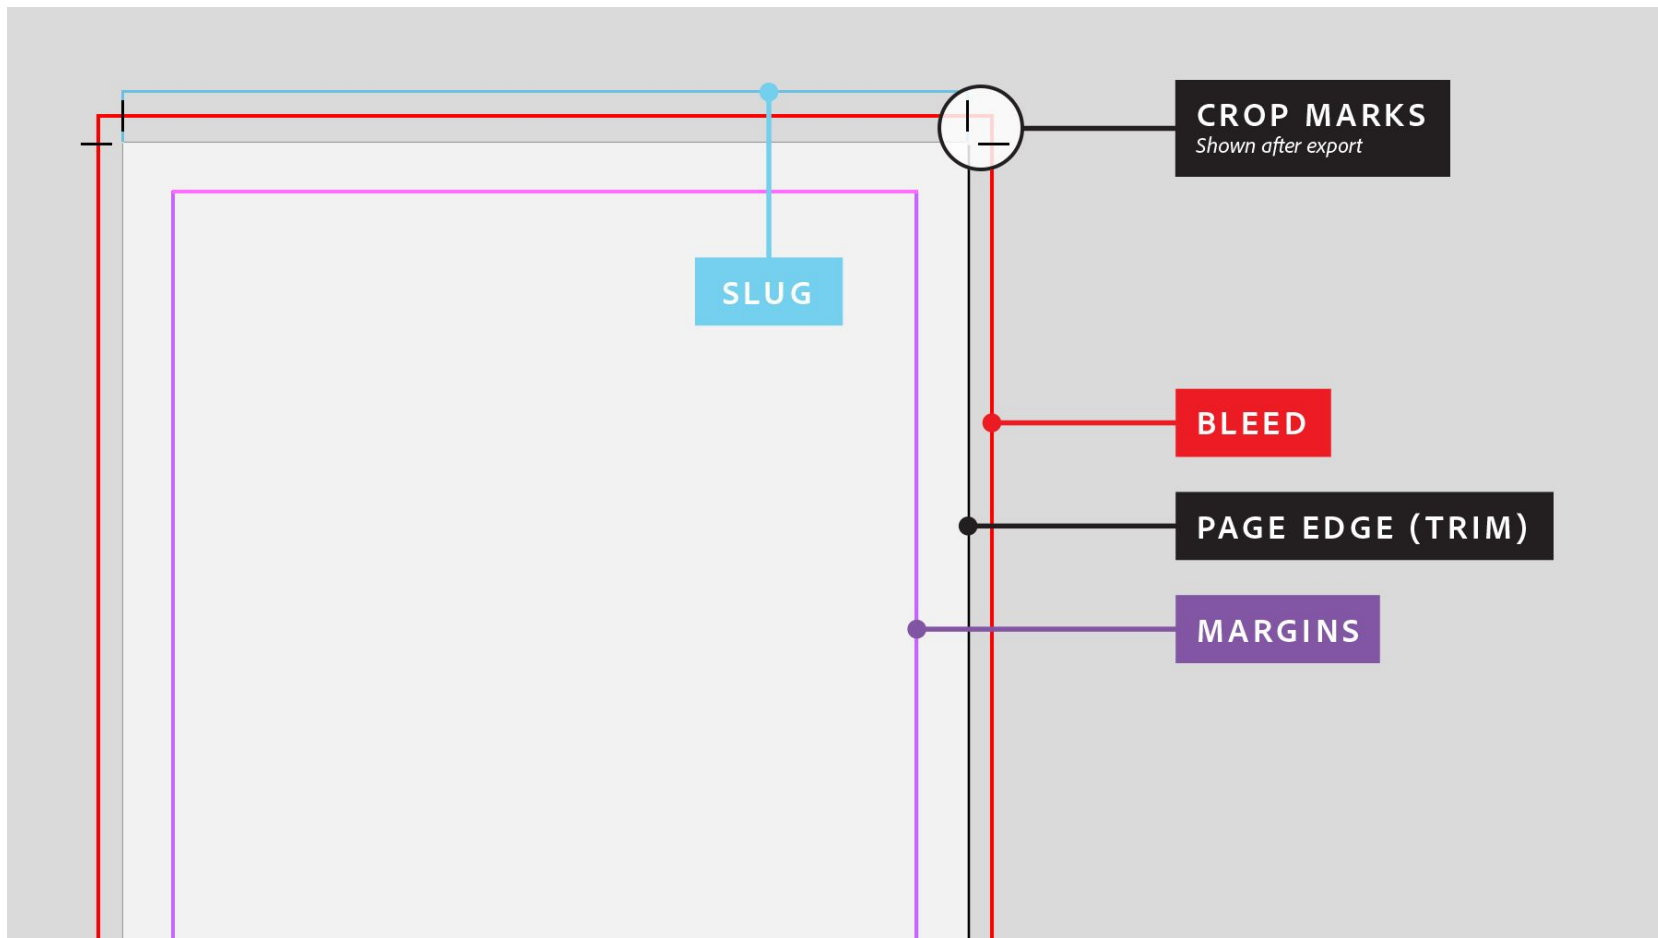 CROP MARKS
Shown after export
SLUG
BLEED
PAGE EDGE (TRIM)
MARGINS